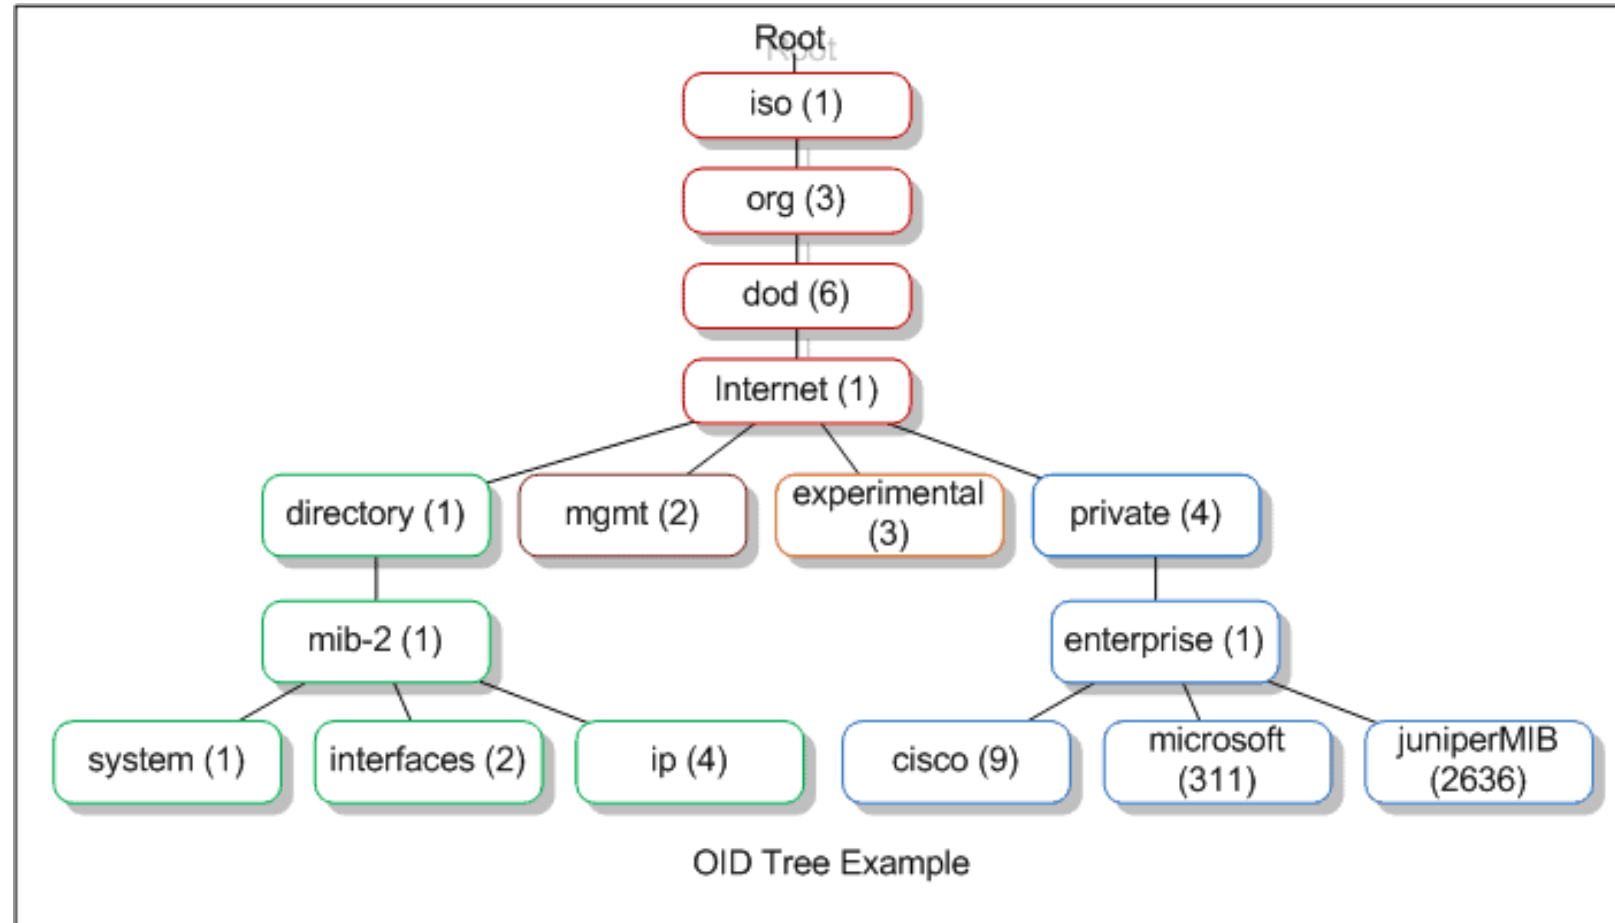 Root
iso (1)
org (3)
dod (6)
Internet (1)
directory (1)
mgmt (2)
experimental
(3)
private (4)
mib-2 (1)
enterprise (1)
system (1)
interfaces (2)
ip (4)
cisco (9)
microsoft
(311)
juniperMIB
(2636)
OID Tree Example